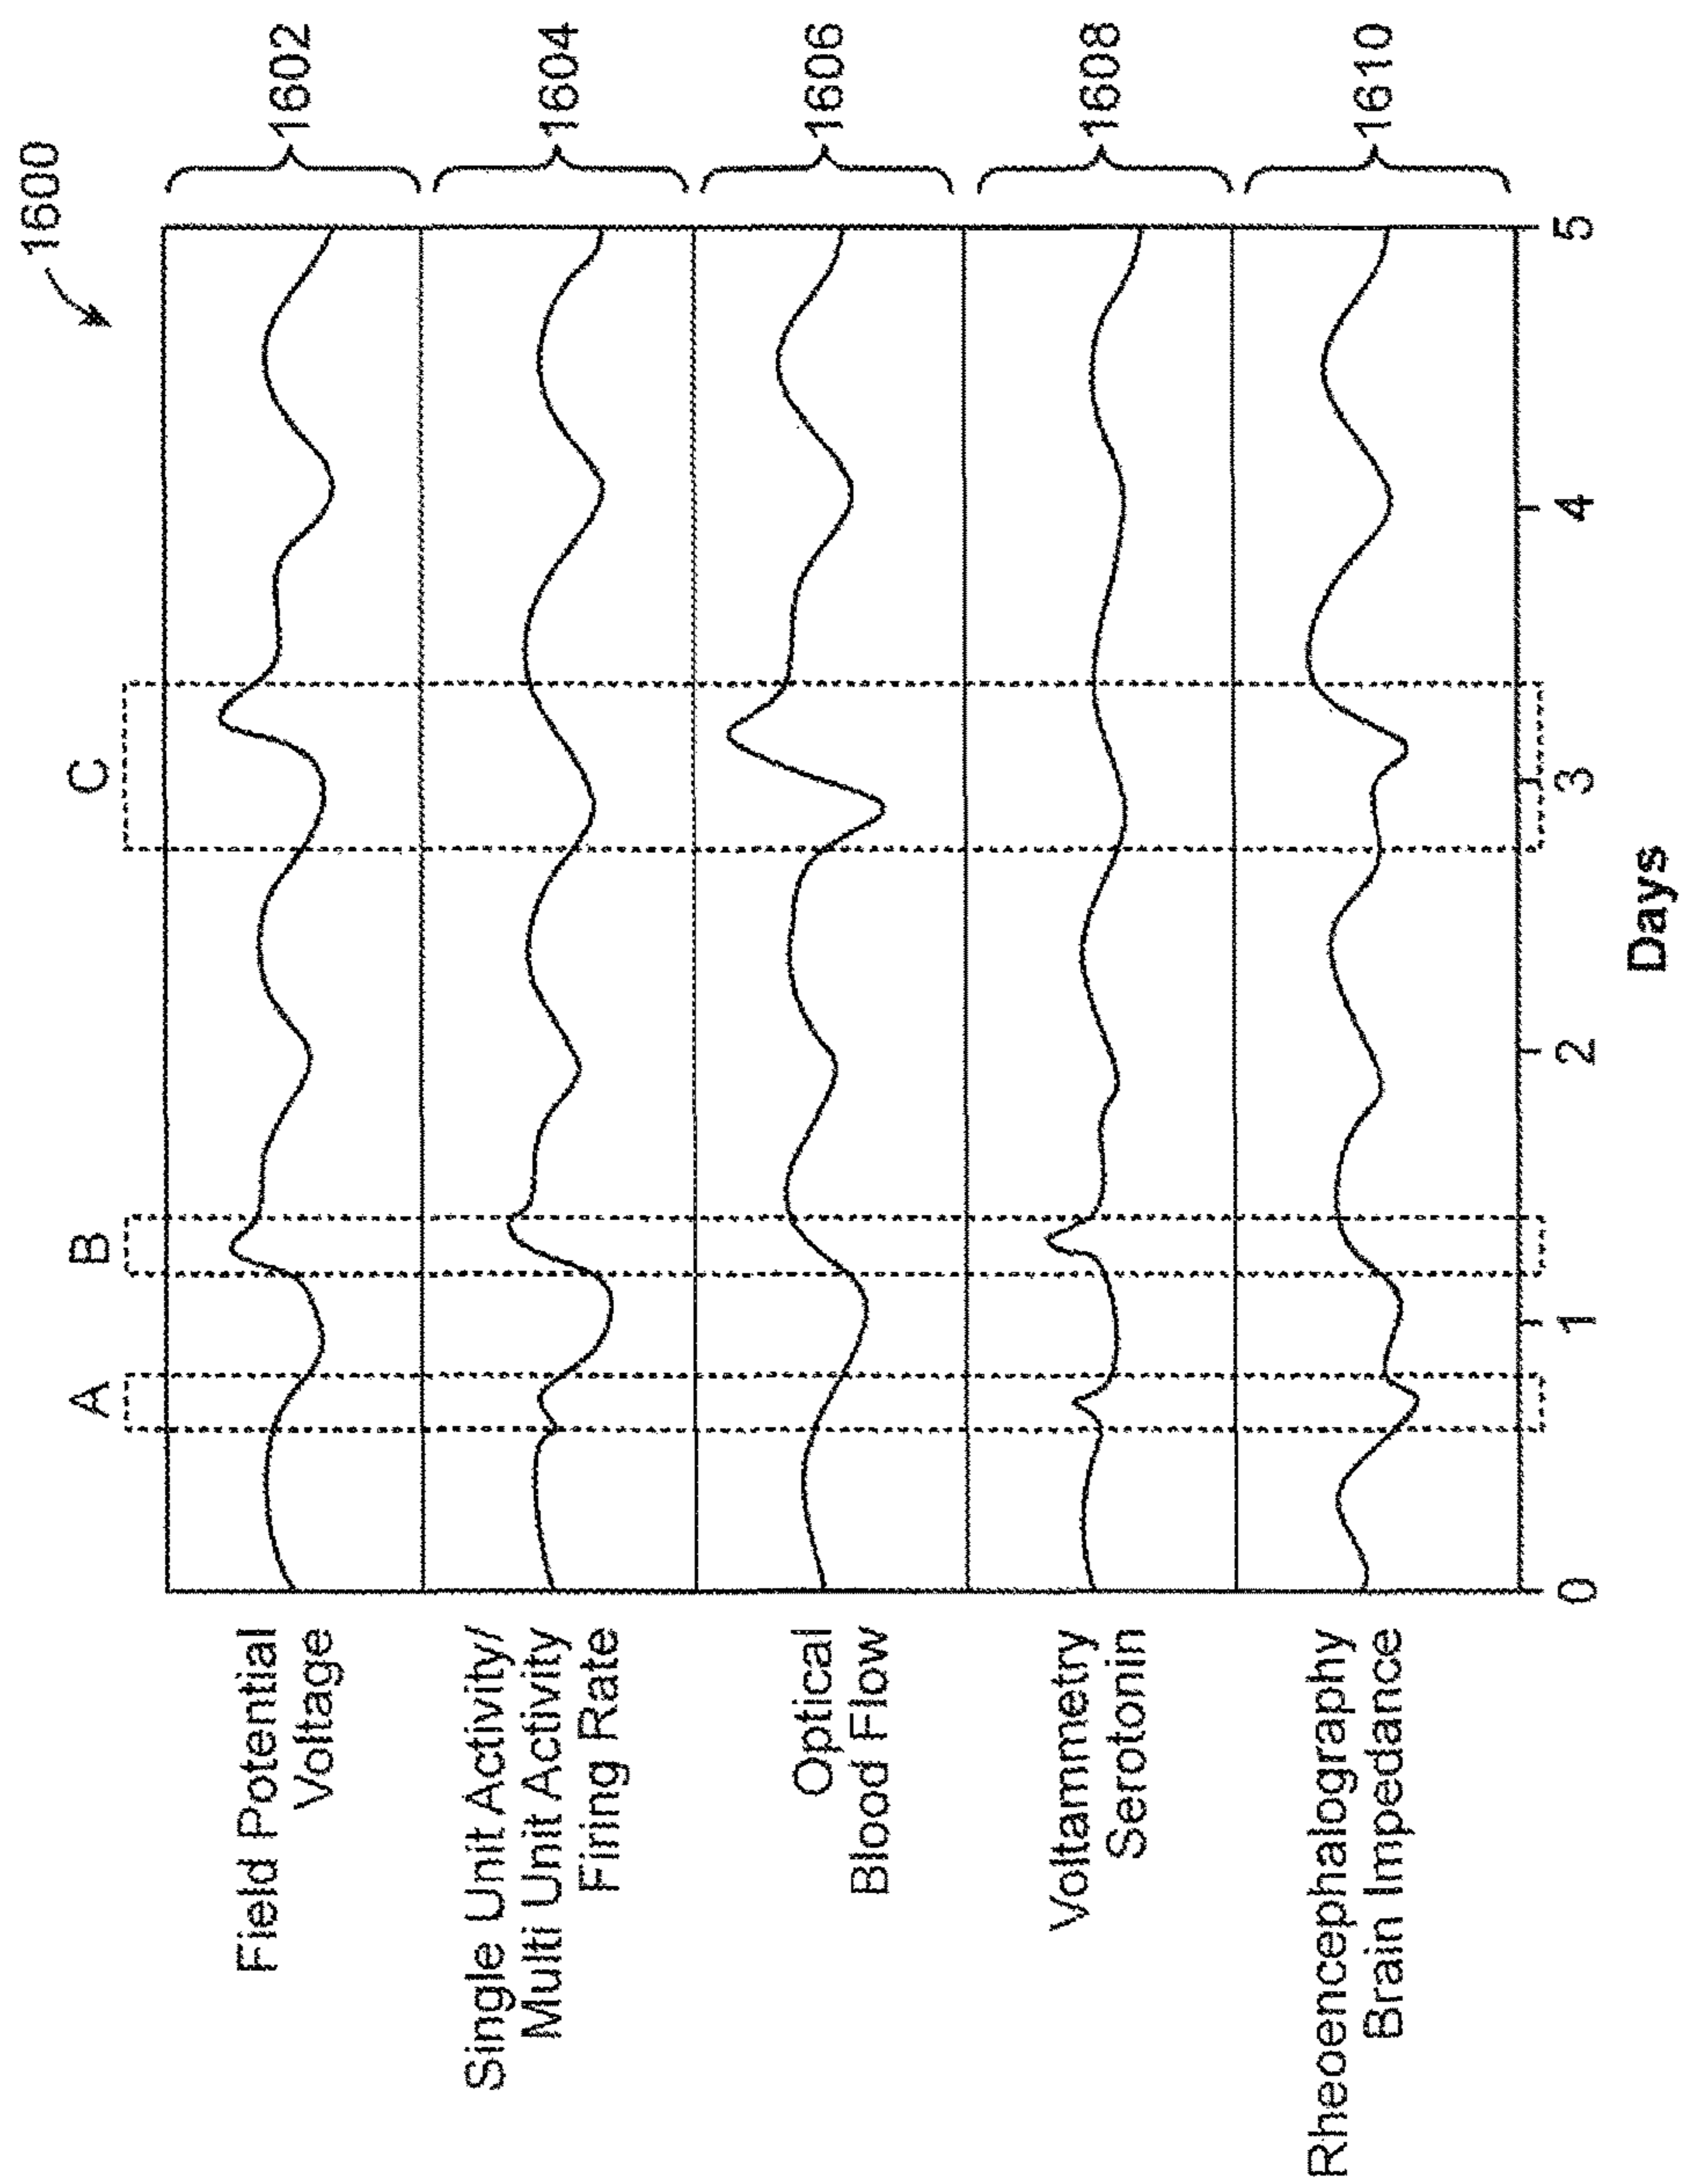 1600
A
B
C
Field Potential
Voltage
1602
Single Unit Activity/
Multi Unit Activity
Firing Rate
1604
Optical
Blood Flow
1606
Voltammetry
Serotonin
1608
Rheoencephalography
Brain Impedance
1610
0
1
2
3
4
5
Days